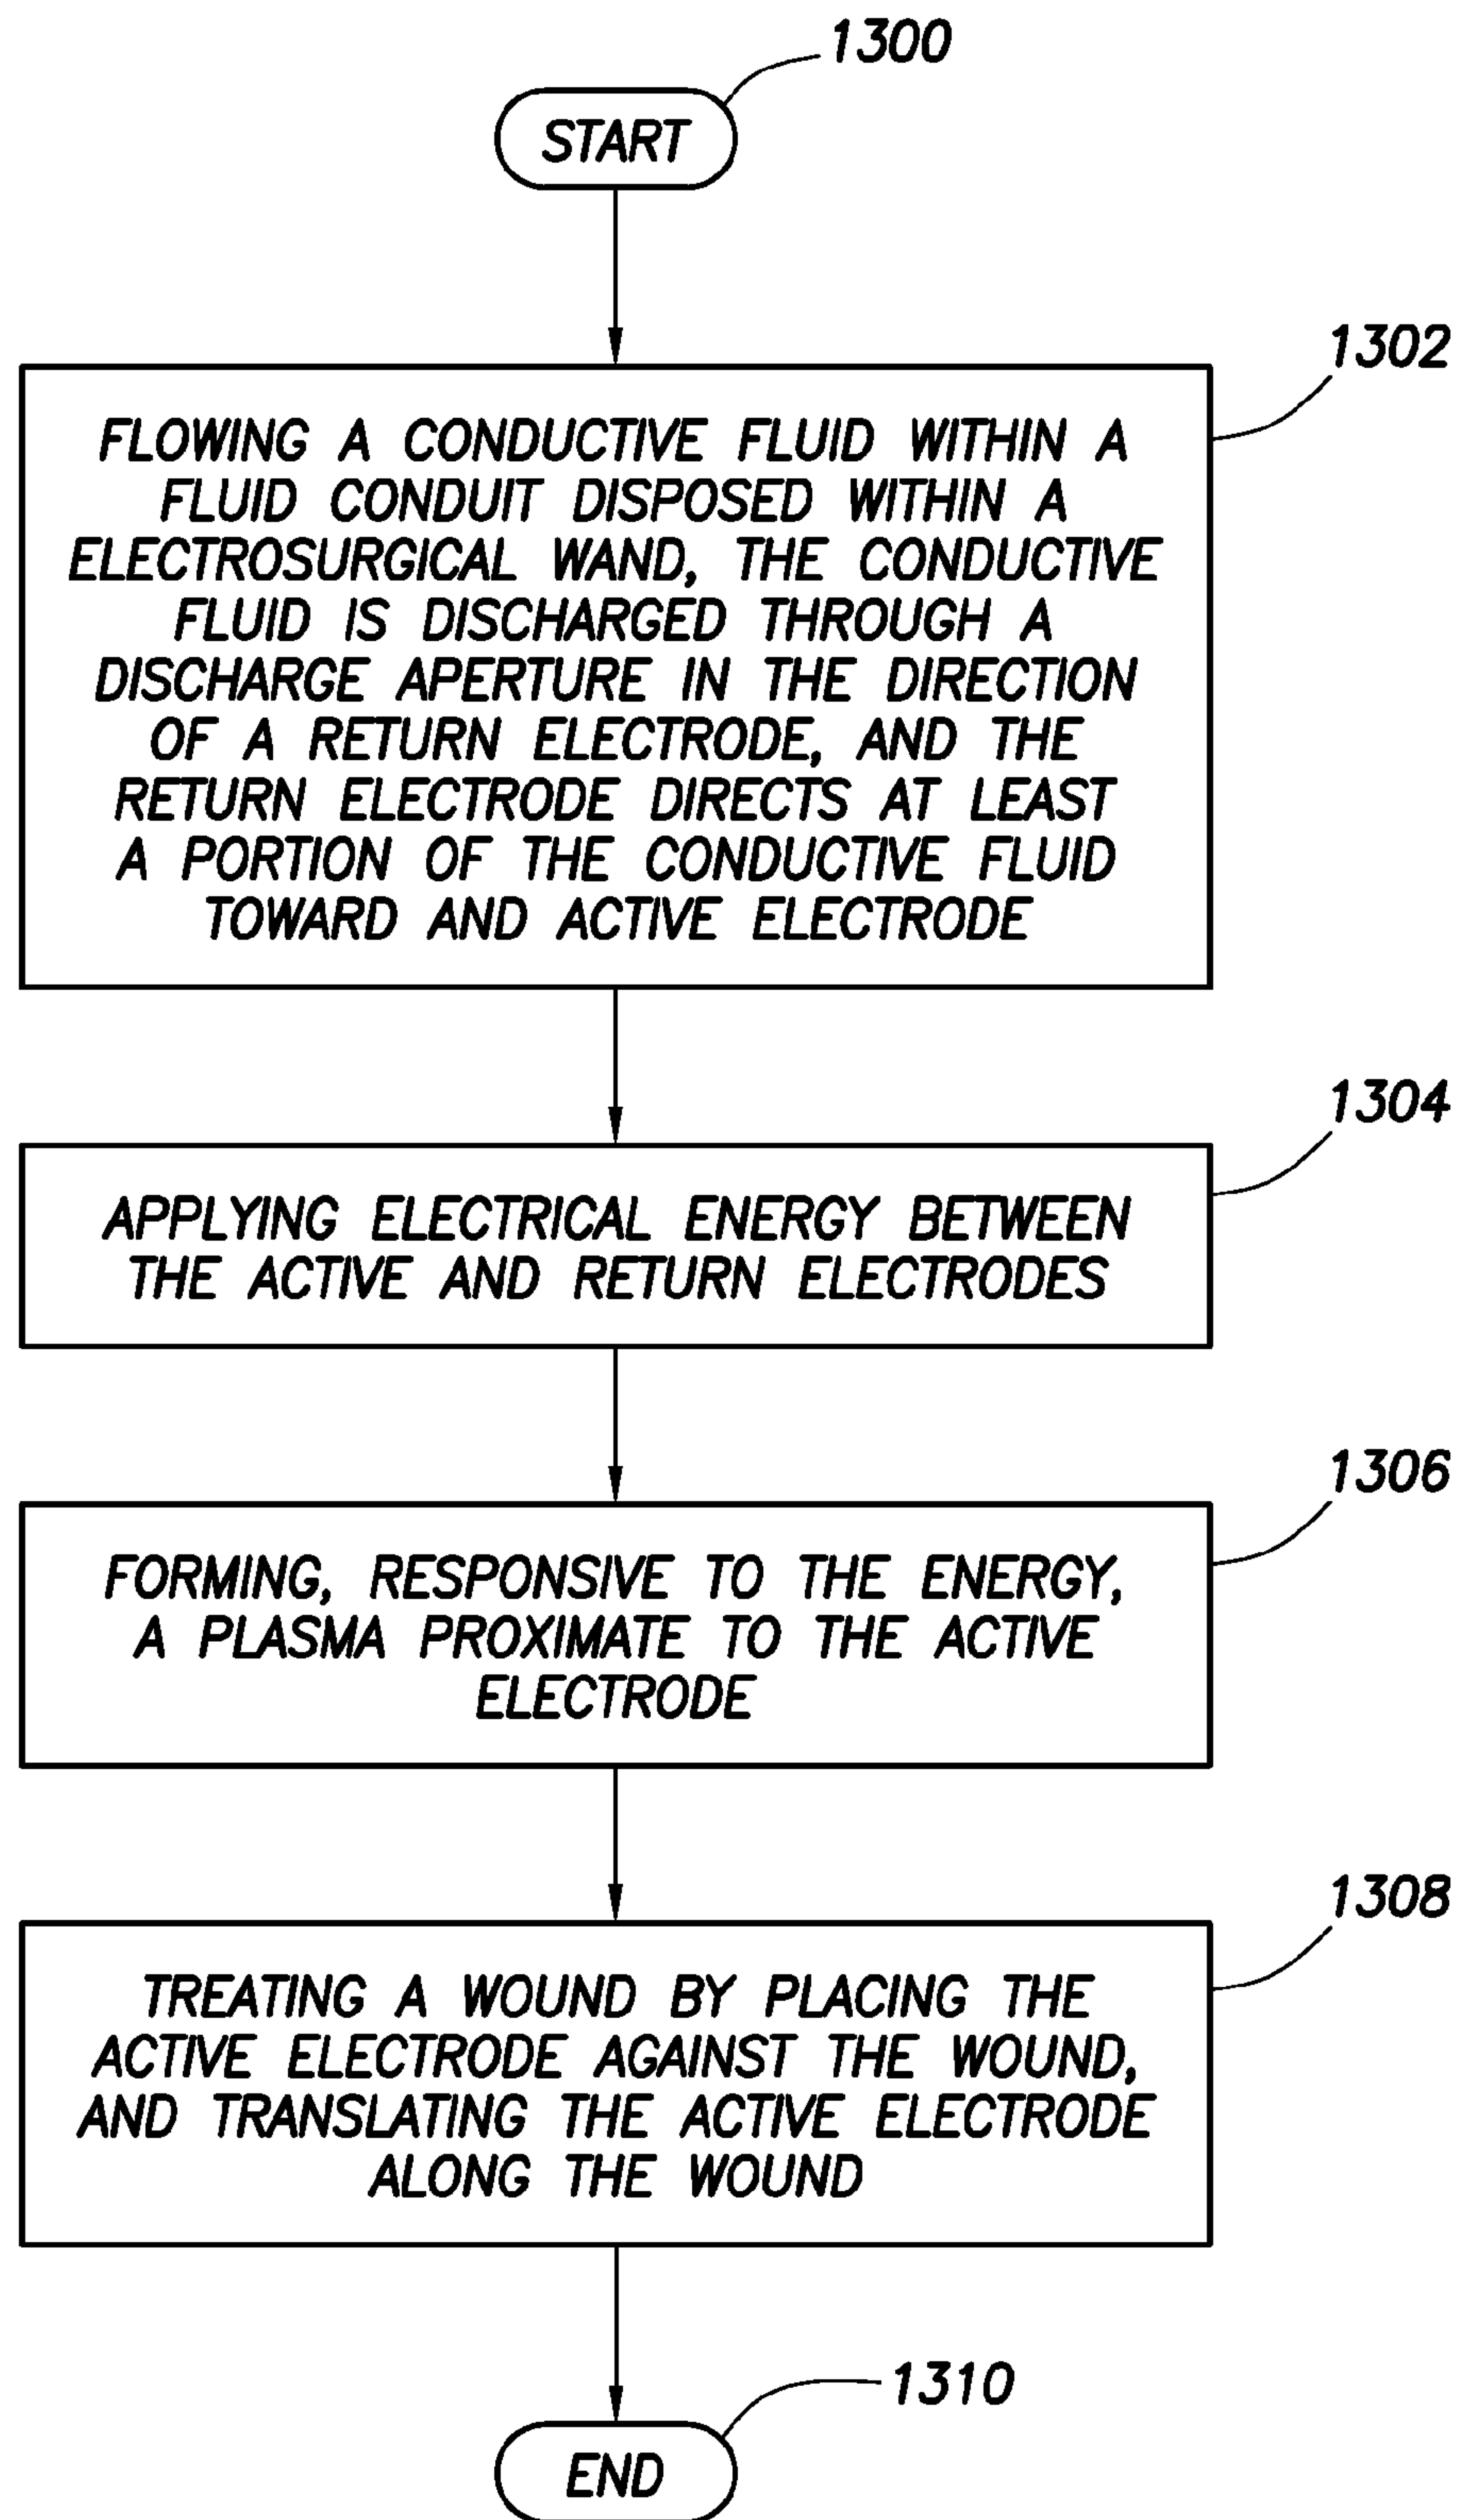 1300
START
1302
FLOWING A CONDUCTIVE FLUID WITHIN A
FLUID CONDUIT DISPOSED WITHIN A
ELECTROSURGICAL WAND, THE CONDUCTIVE
FLUID IS DISCHARGED THROUGH A
DISCHARGE APERTURE IN THE DIRECTION
OF A RETURN ELECTRODE, AND THE
RETURN ELECTRODE DIRECTS AT LEAST
A PORTION OF THE CONDUCTIVE FLUID
TOWARD AND ACTIVE ELECTRODE
1304
APPLYING ELECTRICAL ENERGY BETWEEN
THE ACTIVE AND RETURN ELECTRODES
1306
FORMING, RESPONSIVE TO THE ENERGY,
A PLASMA PROXIMATE TO THE ACTIVE
ELECTRODE
1308
TREATING A WOUND BY PLACING THE
ACTIVE ELECTRODE AGAINST THE WOUND,
AND TRANSLATING THE ACTIVE ELECTRODE
ALONG THE WOUND
1310
END